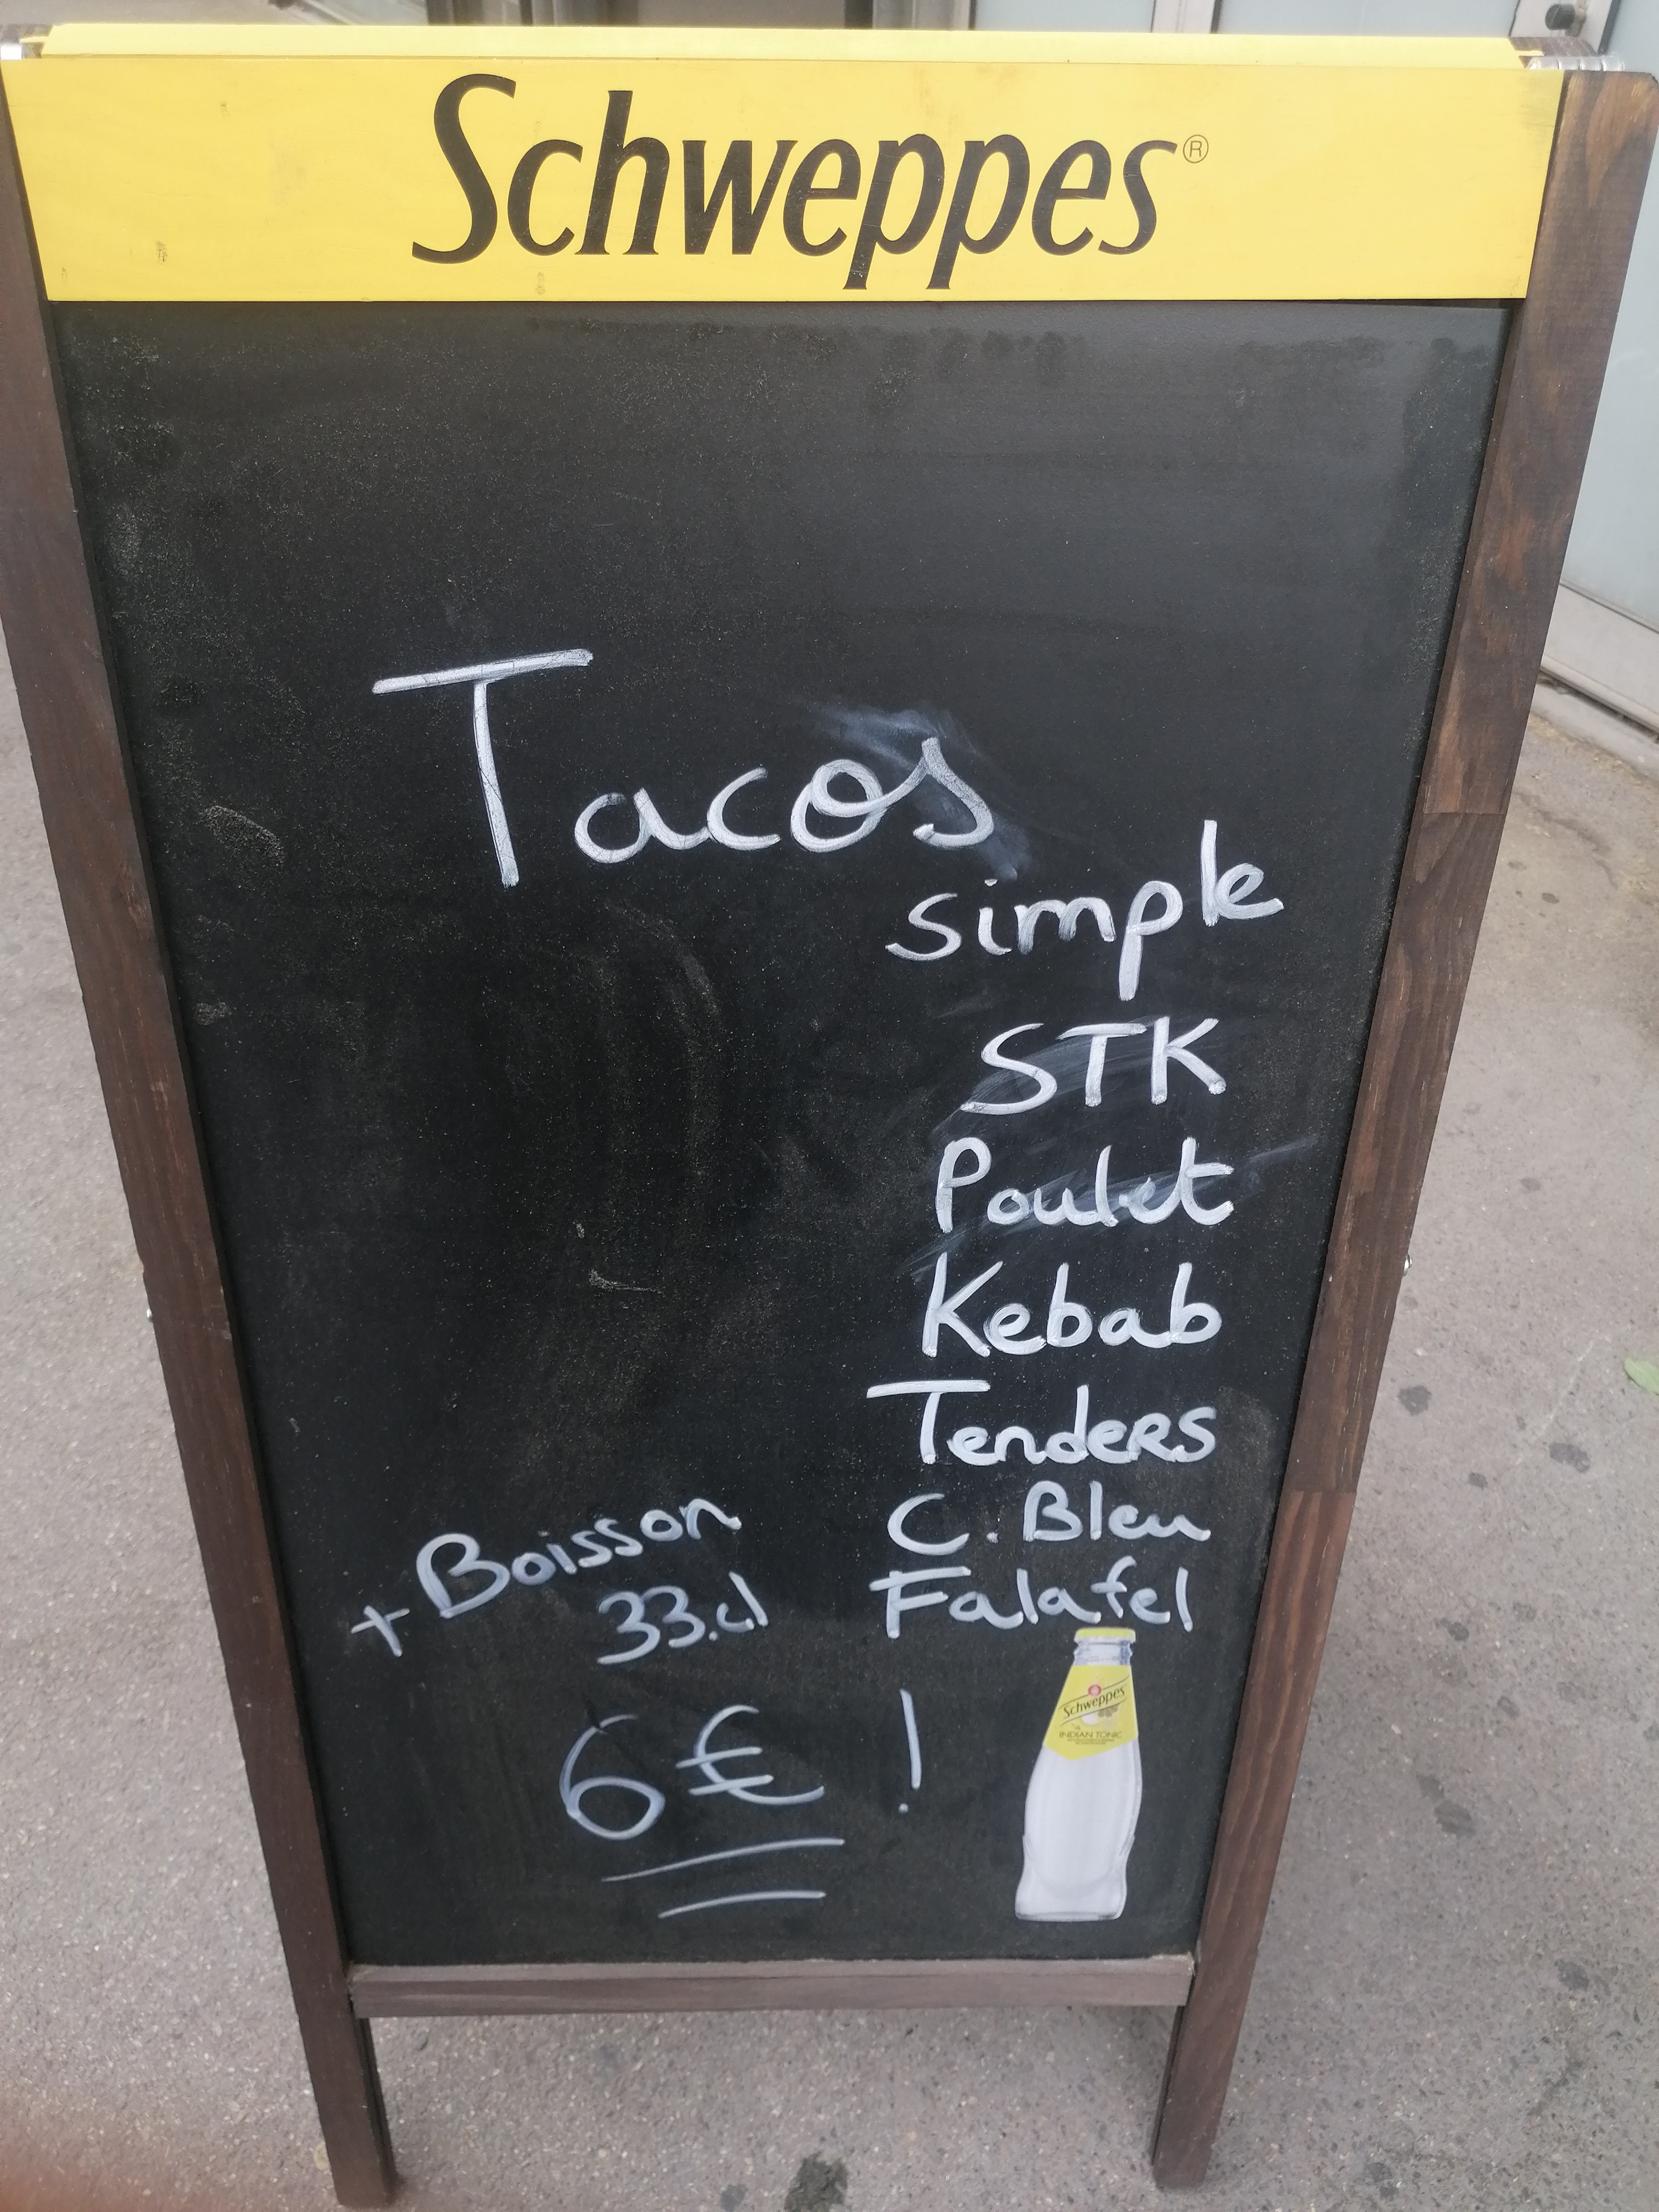 Schweppes®
Tacos
simple
STK
Poulet
Kebab
Tenders
C. Bleu
Falafel
+ Boisson
33.cl
6€ !
Schweppes
INDIAN TONIC